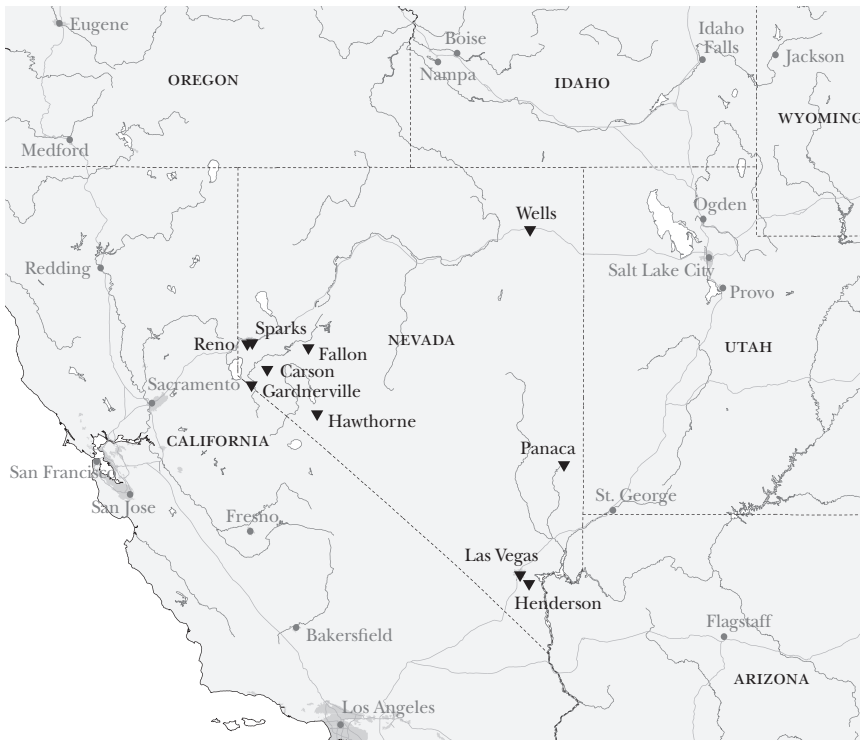 Eugene
Boise
Idaho
Falls
Jackson
OREGON
Nampa
IDAHO
WYOMING
Medford
Wells
Ogden
Redding
Salt Lake City
Provo
Sparks
Reno
NEVADA
Fallon
UTAH
Carson
Sacramento
Gardnerville
Hawthorne
CALIFORNIA
Panaca
San Francisco
St. George
San Jose
Fresno
Las Vegas
Henderson
Bakersfield
Flagstaff
ARIZONA
Los Angeles